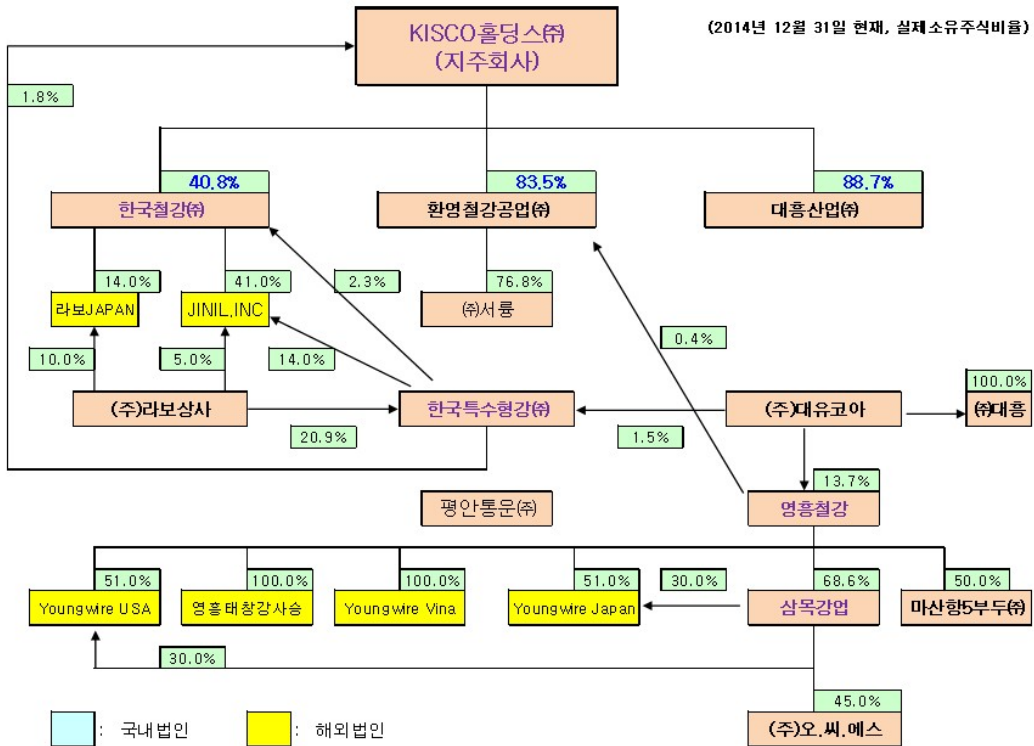 KISCO홀딩스㈜
(지주회사)
(2014년 12월 31일 현재, 실제소유주식비율)
1.8%
40.8%
83.5%
88.7%
한국철강㈜
환영철강공업㈜
대흥산업㈜
14.0%
41.0%
2.3%
76.8%
라보JAPAN
JINIL.INC
㈜서륭
10.0%
5.0%
14.0%
0.4%
100.0%
(주)라보상사
한국특수형강㈜
(주)대유코아
㈜대흥
20.9%
1.5%
13.7%
평안통운(주)
영흥철강
51.0%
100.0%
100.0%
51.0%
30.0%
68.6%
50.0%
Youngwire USA
영흥태창강사승
Youngwire Vina
Youngwire Japan
삼목강업
마산항5부두㈜
30.0%
45.0%
(주)오.씨.에스
: 국내법인
: 해외법인